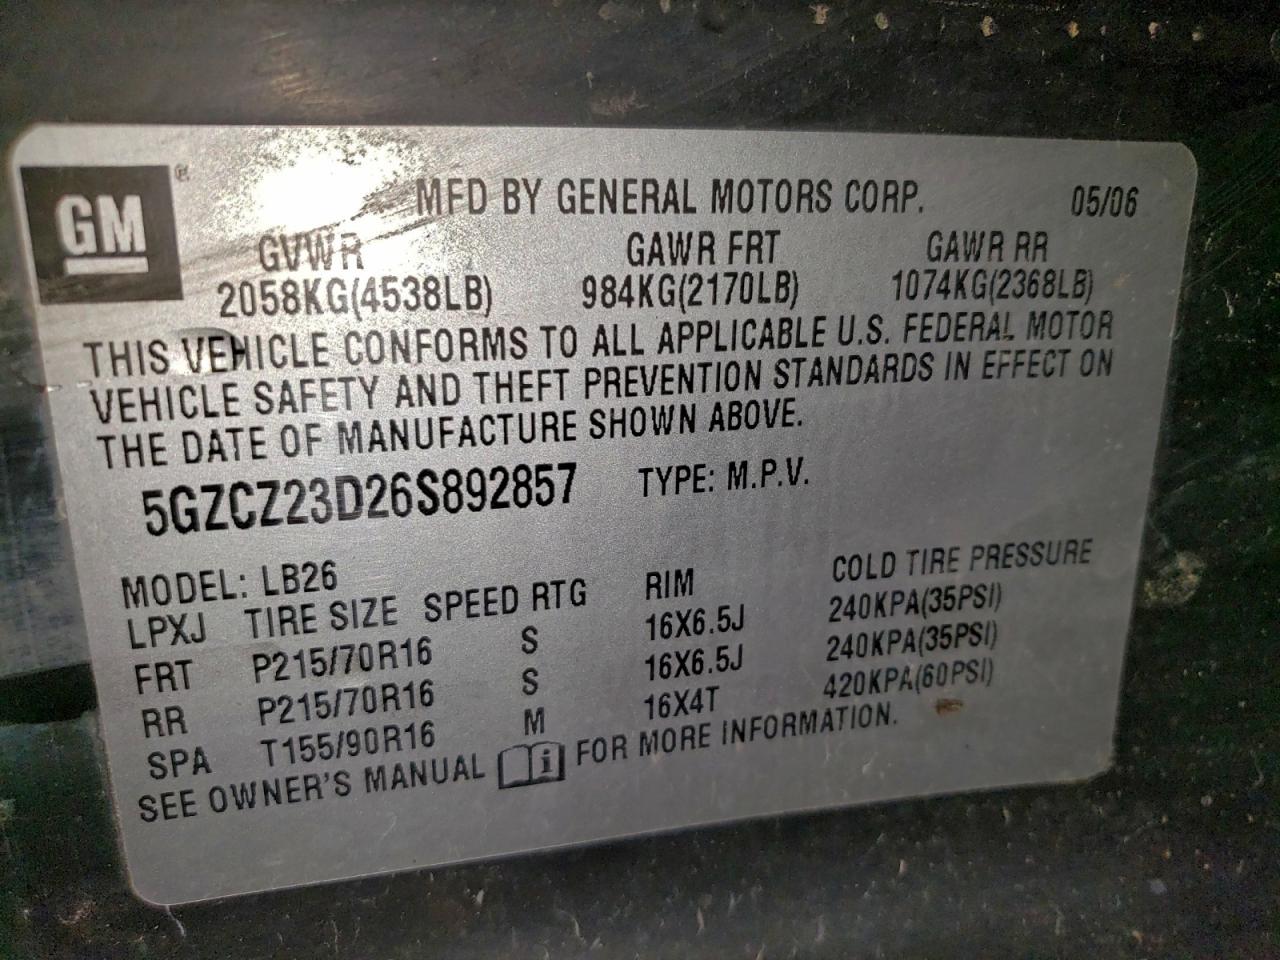 GM ®
MFD BY GENERAL MOTORS CORP. 05/06
GVWR GAWR FRT GAWR RR
2058KG(4538LB) 984KG(2170LB) 1074KG(2368LB)
THIS VEHICLE CONFORMS TO ALL APPLICABLE U.S. FEDERAL MOTOR
VEHICLE SAFETY AND THEFT PREVENTION STANDARDS IN EFFECT ON
THE DATE OF MANUFACTURE SHOWN ABOVE.
5GZCZ23D26S892857 TYPE: M.P.V.
MODEL: LB26
LPXJ TIRE SIZE SPEED RTG RIM COLD TIRE PRESSURE
FRT P215/70R16 S 16X6.5J 240KPA(35PSI)
RR P215/70R16 S 16X6.5J 240KPA(35PSI)
SPA T155/90R16 M 16X4T 420KPA(60PSI)
SEE OWNER'S MANUAL i FOR MORE INFORMATION.